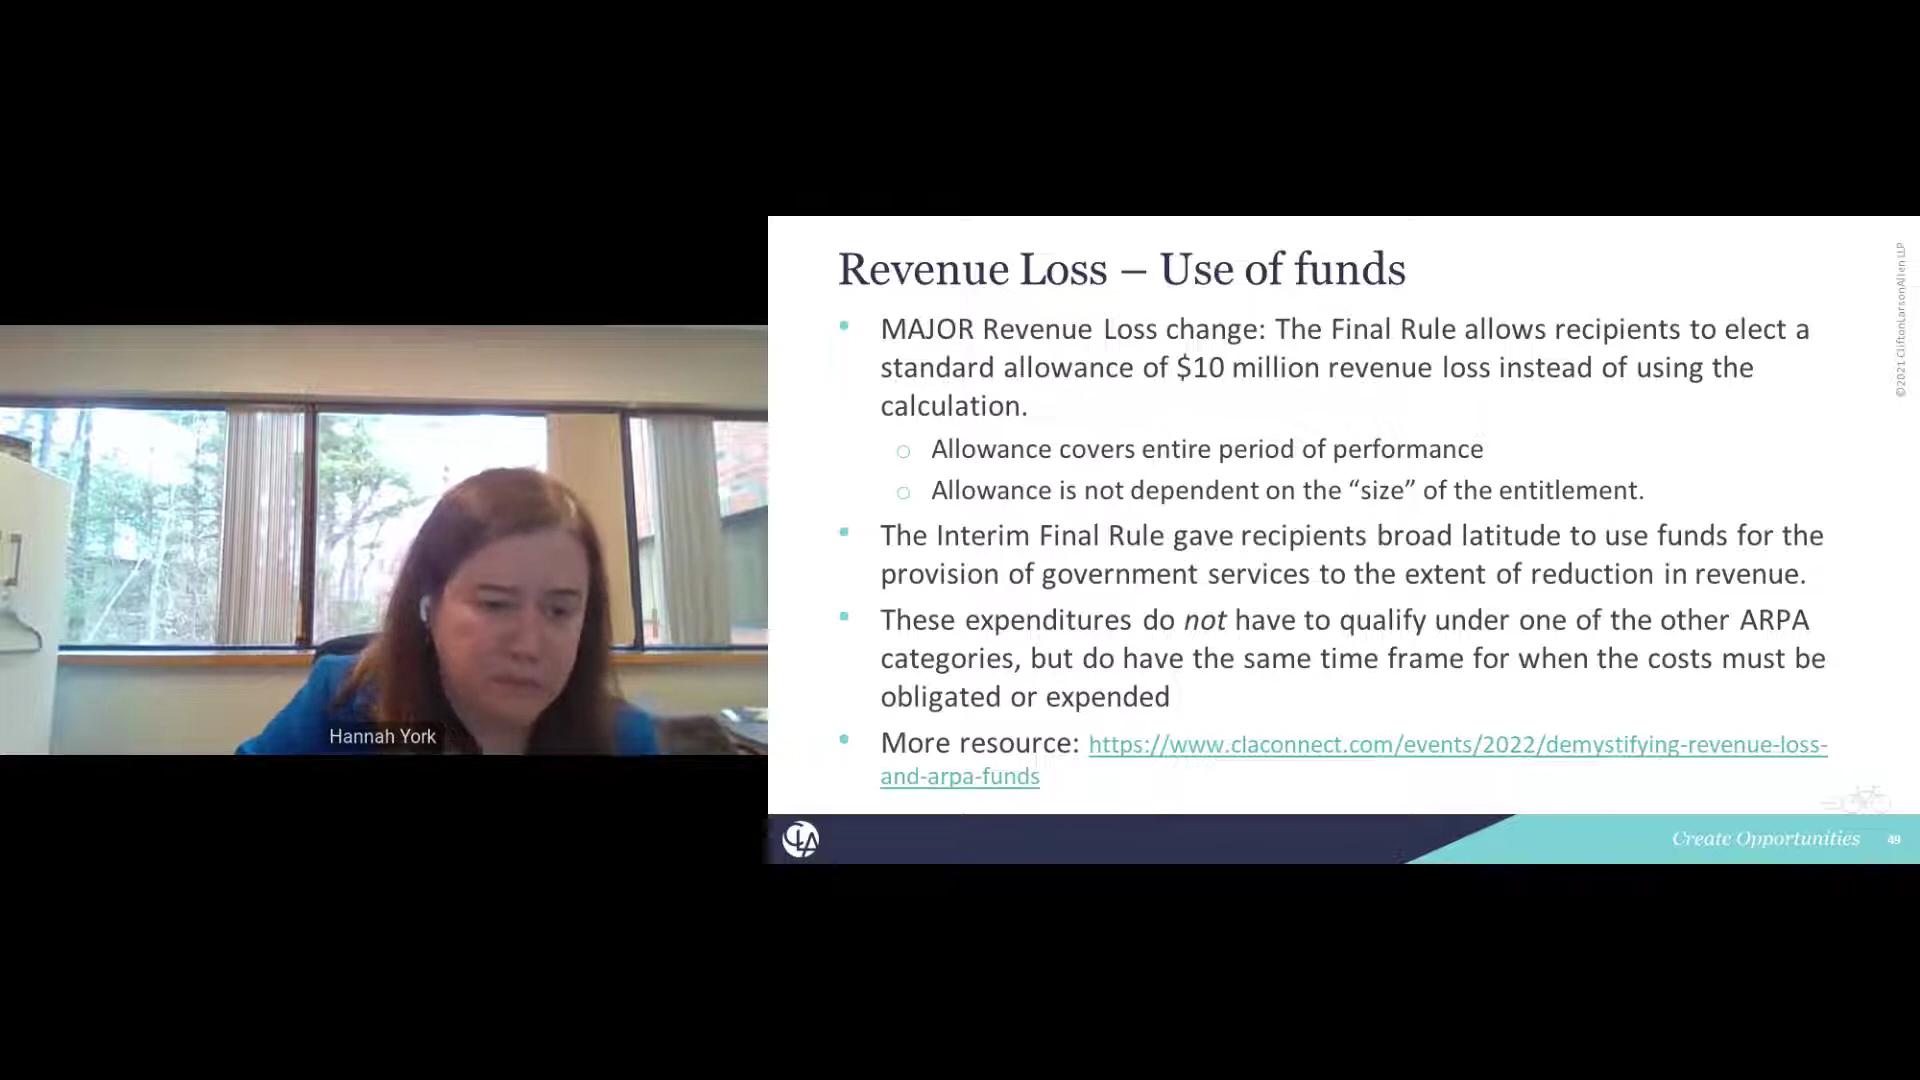 Revenue Loss – Use of funds
MAJOR Revenue Loss change: The Final Rule allows recipients to elect a
standard allowance of $10 million revenue loss instead of using the
calculation.
Allowance covers entire period of performance
Allowance is not dependent on the “size” of the entitlement.
The Interim Final Rule gave recipients broad latitude to use funds for the
provision of government services to the extent of reduction in revenue.
These expenditures do not have to qualify under one of the other ARPA
categories, but do have the same time frame for when the costs must be
obligated or expended
More resource: https://www.claconnect.com/events/2022/demystifying-revenue-loss-
and-arpa-funds
©2021 CliftonLarsonAllen LLP
Hannah York
CLA
Create Opportunities
49